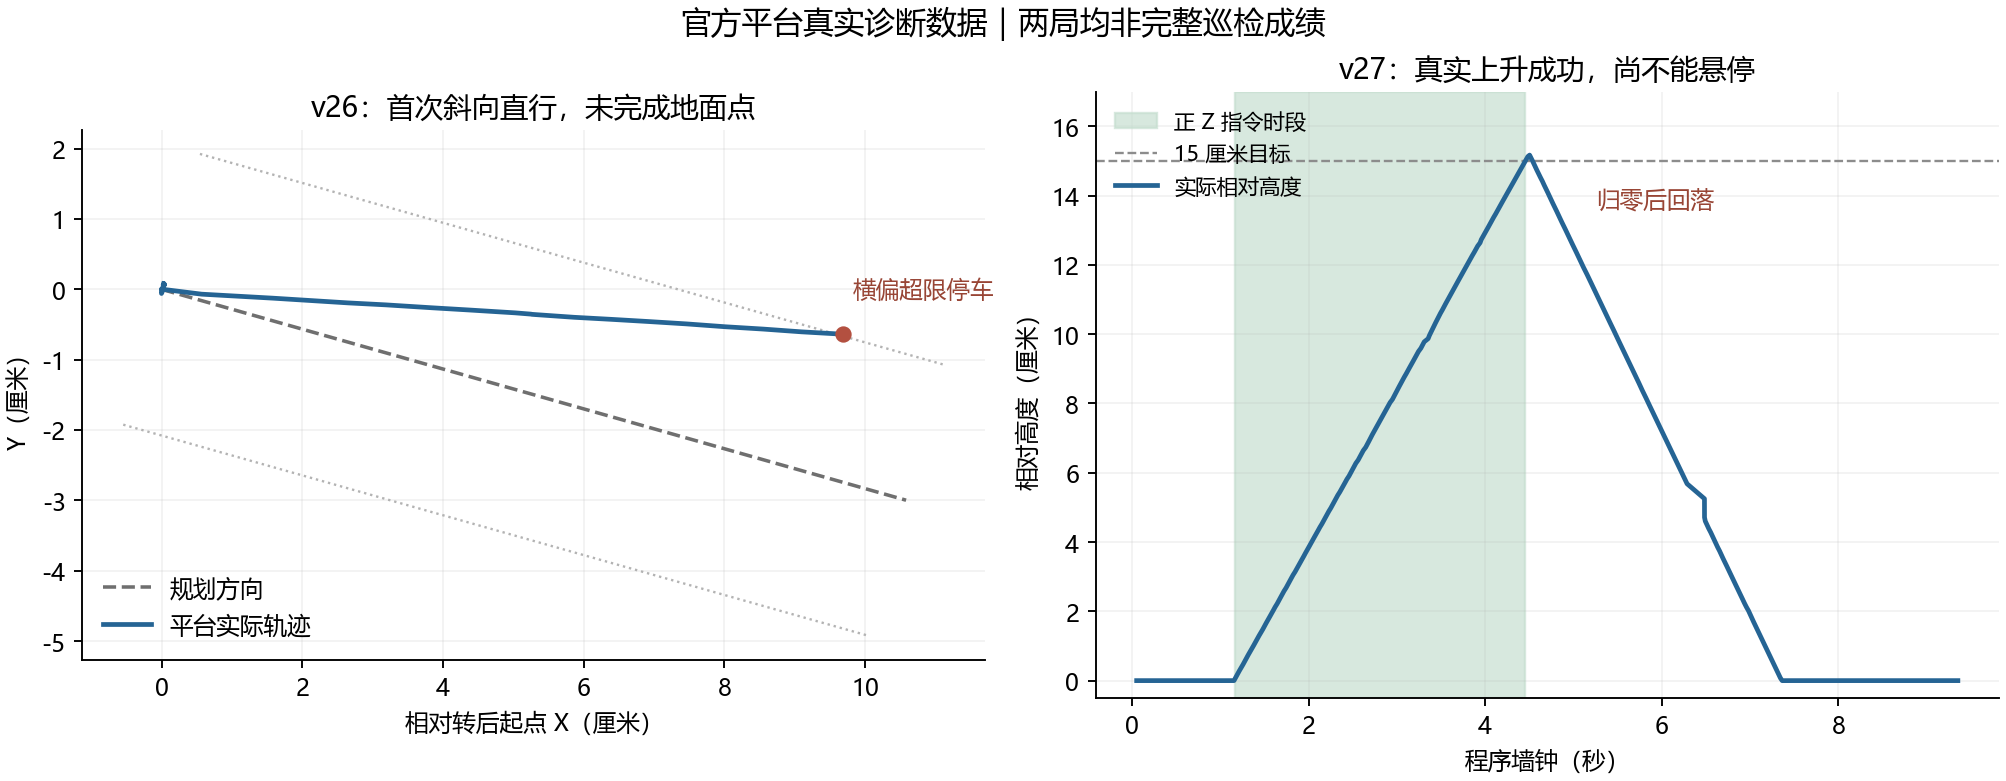 官方平台真实诊断数据｜两局均非完整巡检成绩
v26：首次斜向直行，未完成地面点
2
1
0
-1
-2
-3
-4
-5
Y（厘米）
横偏超限停车
规划方向
平台实际轨迹
0 2 4 6 8 10
相对转后起点 X（厘米）
v27：真实上升成功，尚不能悬停
16
14
12
10
8
6
4
2
0
相对高度（厘米）
正 Z 指令时段
15 厘米目标
实际相对高度
归零后回落
0 2 4 6 8
程序墙钟（秒）